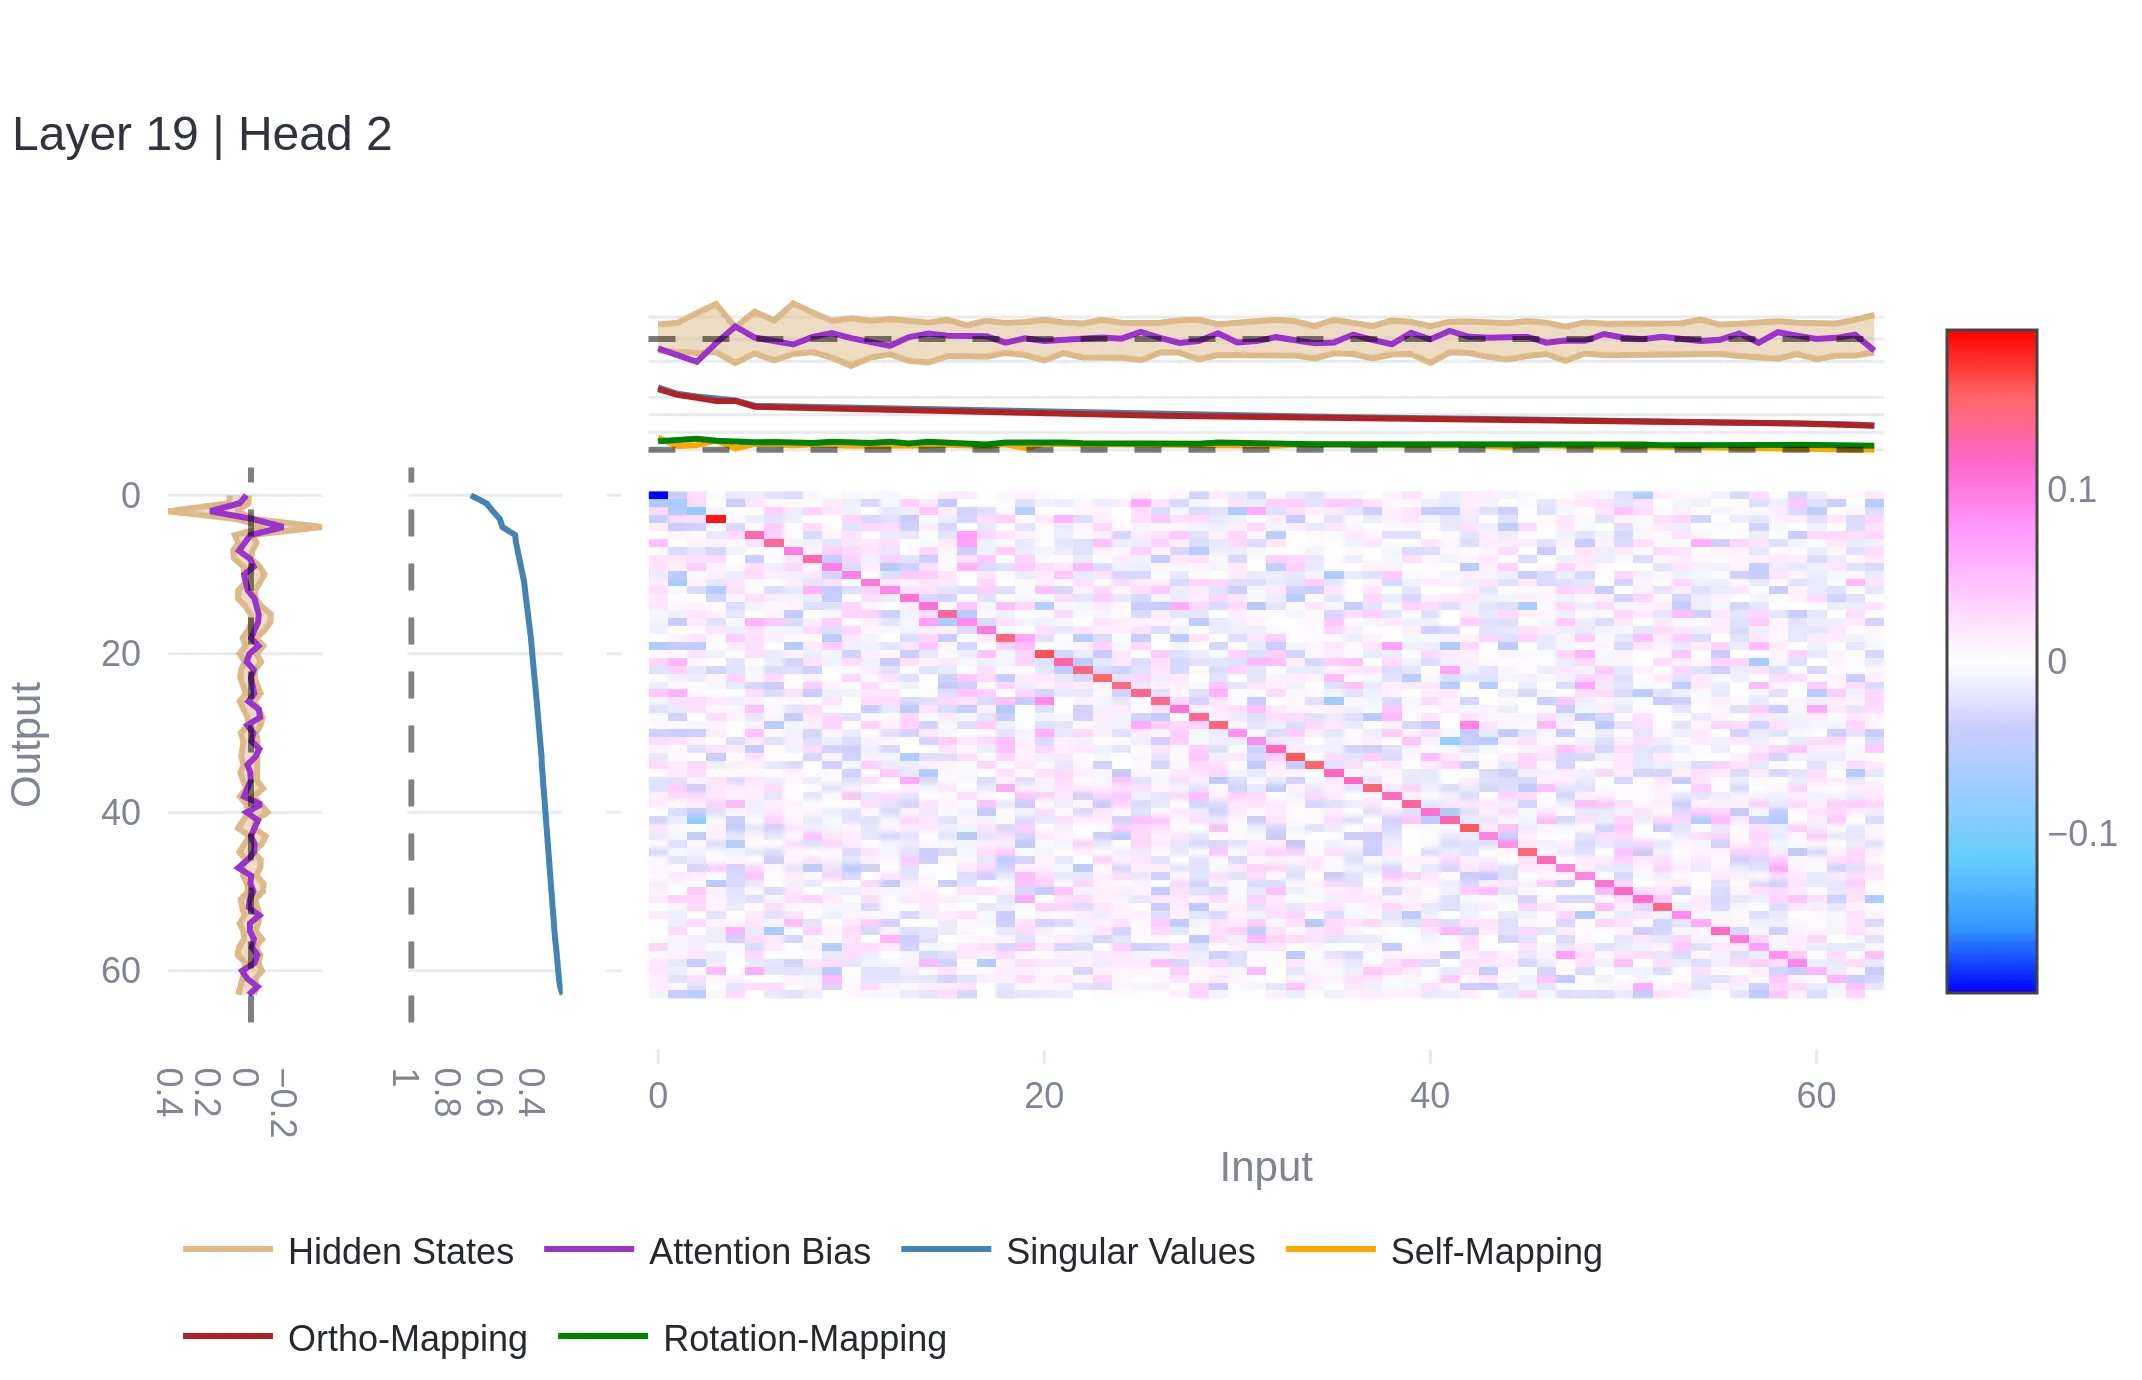 Layer 19 | Head 2
0
20
40
60
Output
0.4
0.2
0
−0.2
1
0.8
0.6
0.4
0
20
40
60
Input
0.1
0
−0.1
Hidden States
Attention Bias
Singular Values
Self-Mapping
Ortho-Mapping
Rotation-Mapping